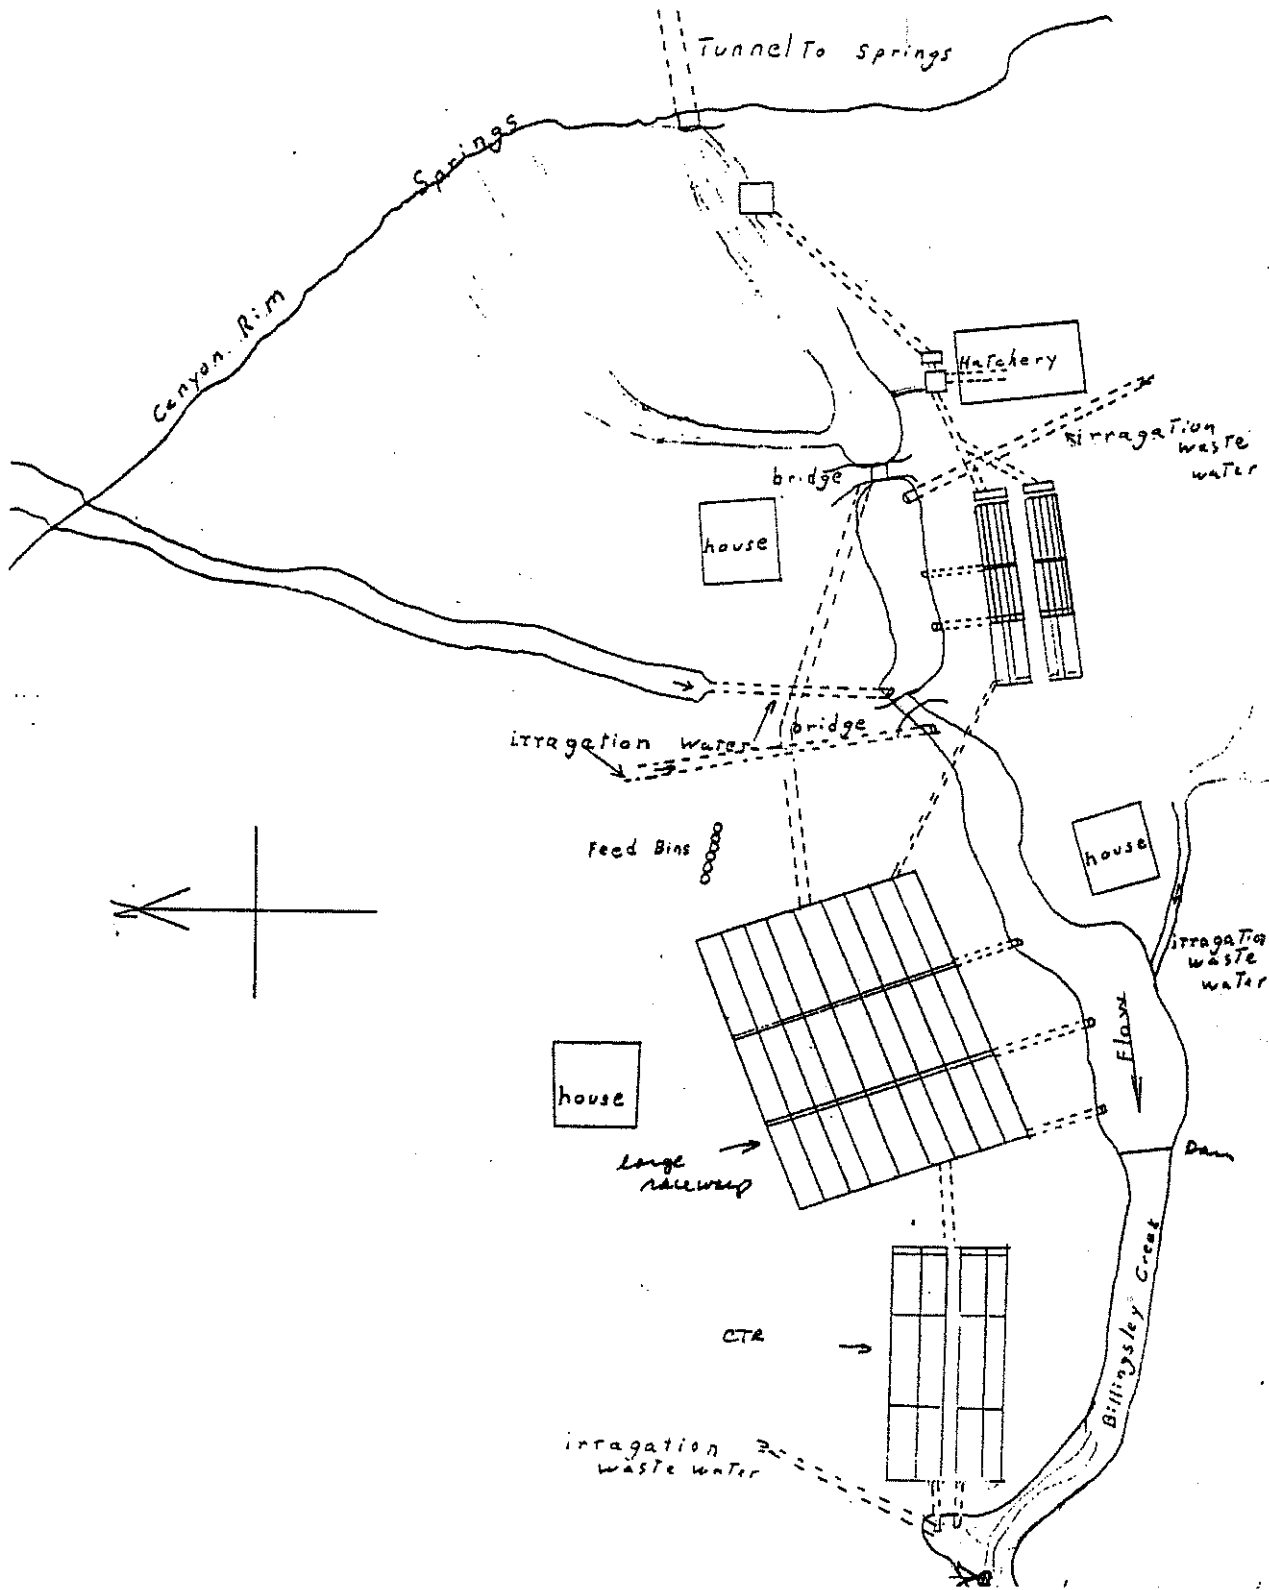 Tunnel To Springs
Springs
Canyon Rim
Hatchery
irragation
waste
water
bridge
house
bridge
irragation water
Feed Bins
house
irragation
waste
water
Flow
house
large
raceway
Dam
Billingsley Creek
CTR
irragation
waste water